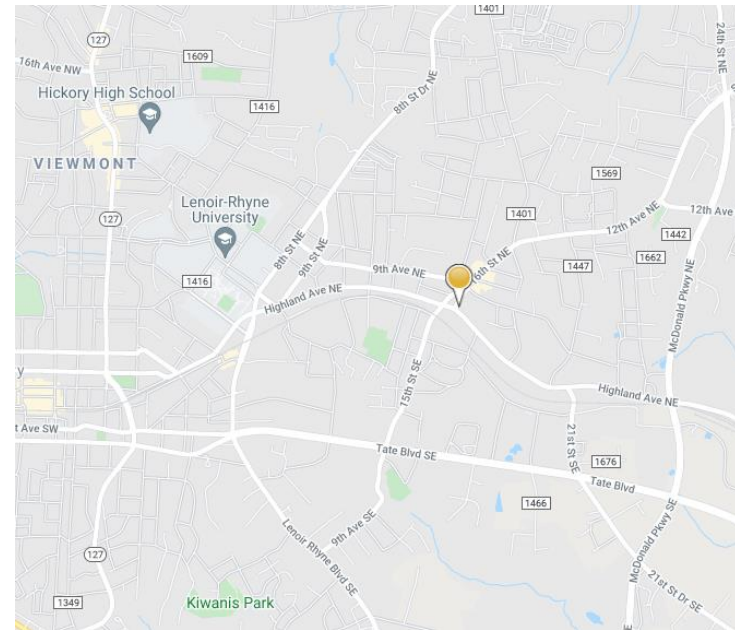 1401
24th St NE
127
1609
16th Ave NW
Hickory High School
1416
8th St Dr NE
VIEWMONT
1569
Lenoir-Rhyne
University
127
8th St NE
9th St NE
1401
12th Ave NE
12th Ave
1442
1662
1447
9th Ave NE
16th St NE
1416
Highland Ave NE
McDonald Pkwy NE
15th St SE
Highland Ave NE
t Ave SW
21st St SE
Tate Blvd SE
1676
Tate Blvd
1466
Lenoir Rhyne Blvd SE
9th Ave SE
127
McDonald Pkwy SE
21st St Dr SE
1349
Kiwanis Park